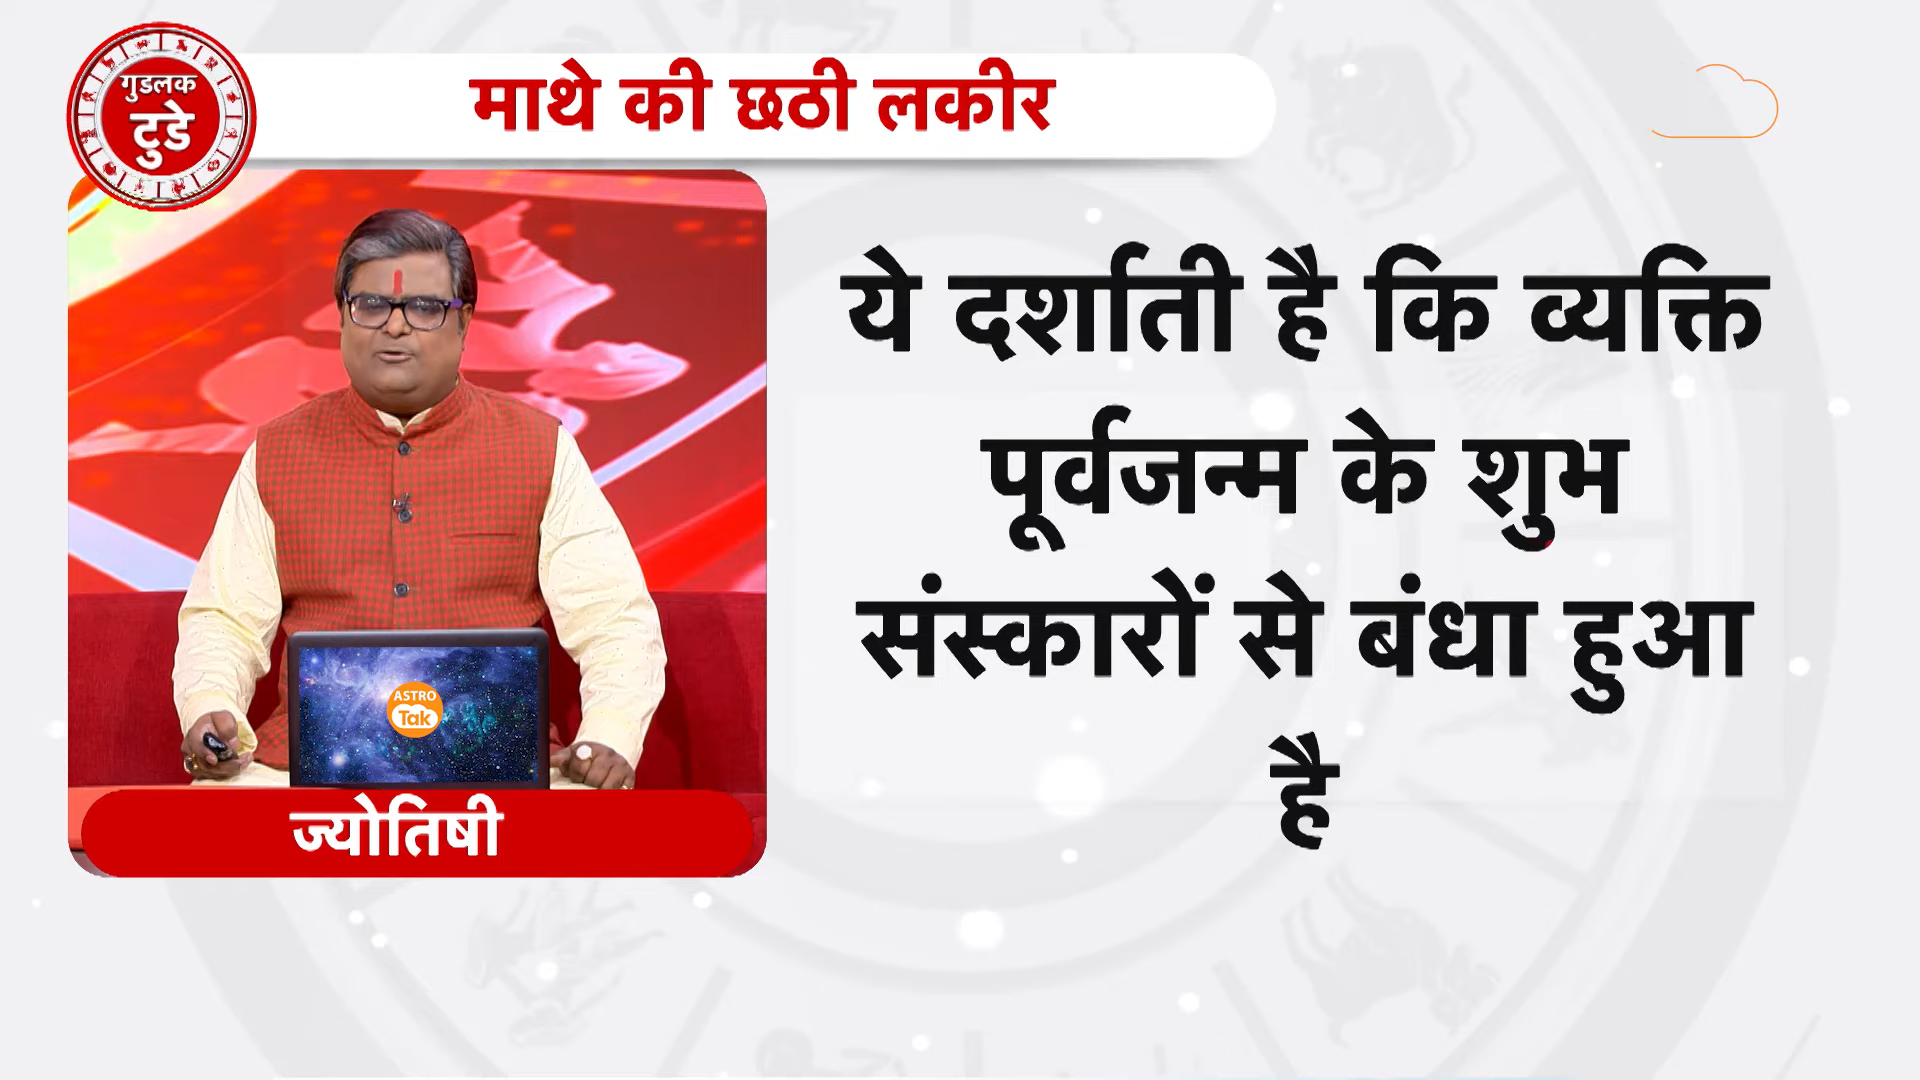 गुडलक
टुडे
माथे की छठी लकीर
ये दर्शाती है कि व्यक्ति
पूर्वजन्म के शुभ
संस्कारों से बंधा हुआ
है
ASTRO
Tak
ज्योतिषी